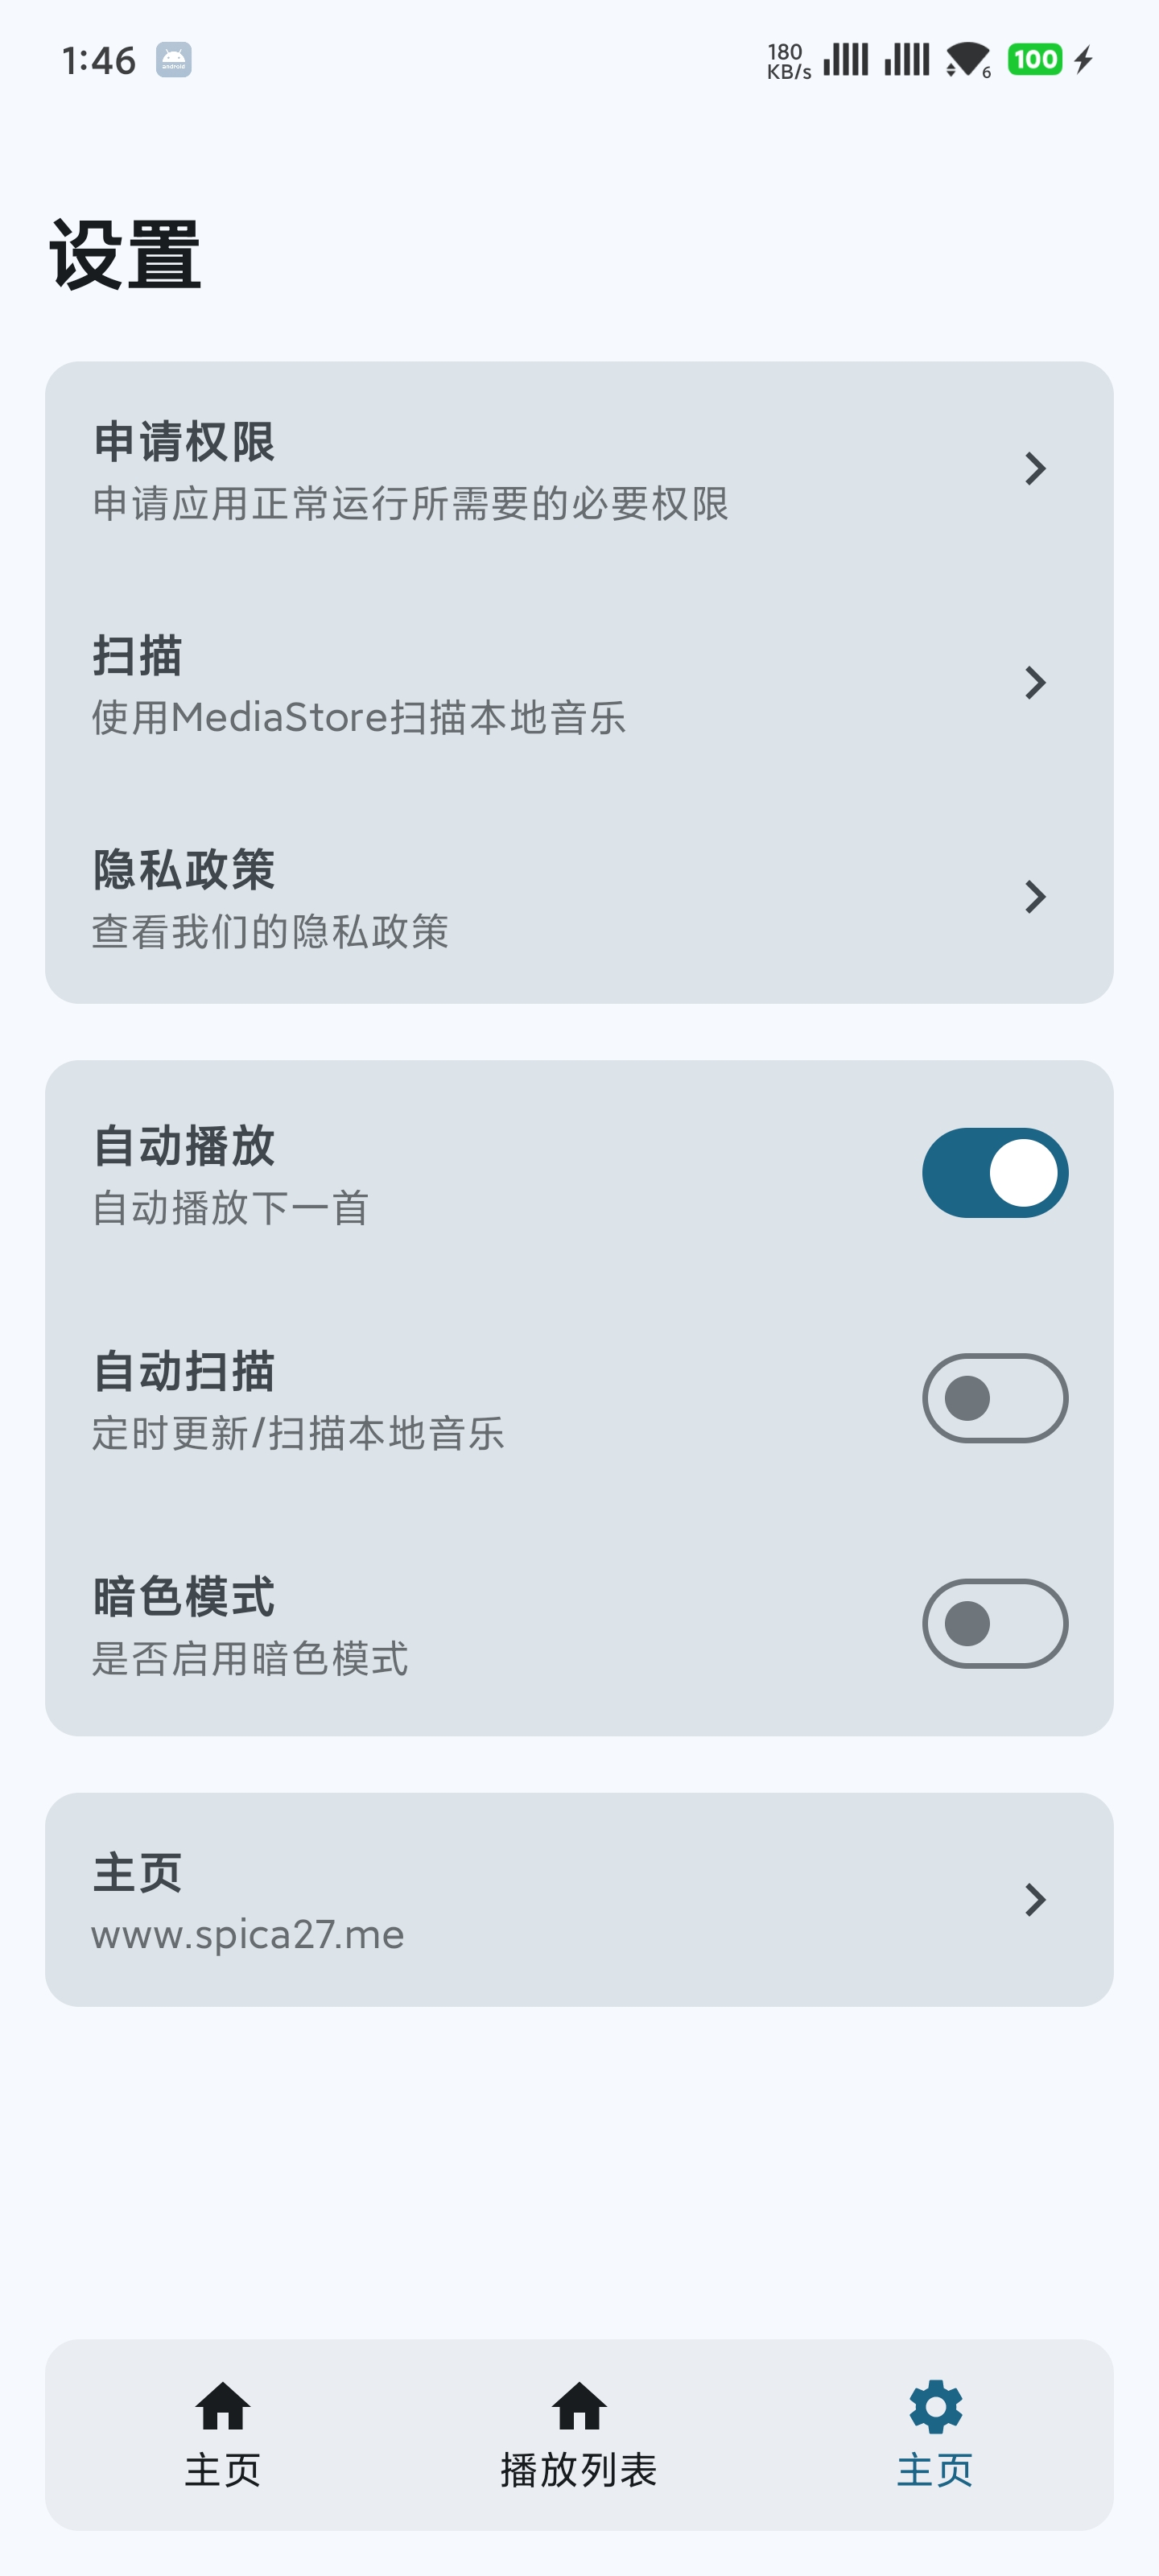 1:46
android
180
KB/s
6
100
设置
申请权限
申请应用正常运行所需要的必要权限
扫描
使用MediaStore扫描本地音乐
隐私政策
查看我们的隐私政策
自动播放
自动播放下一首
自动扫描
定时更新/扫描本地音乐
暗色模式
是否启用暗色模式
主页
www.spica27.me
主页
播放列表
主页